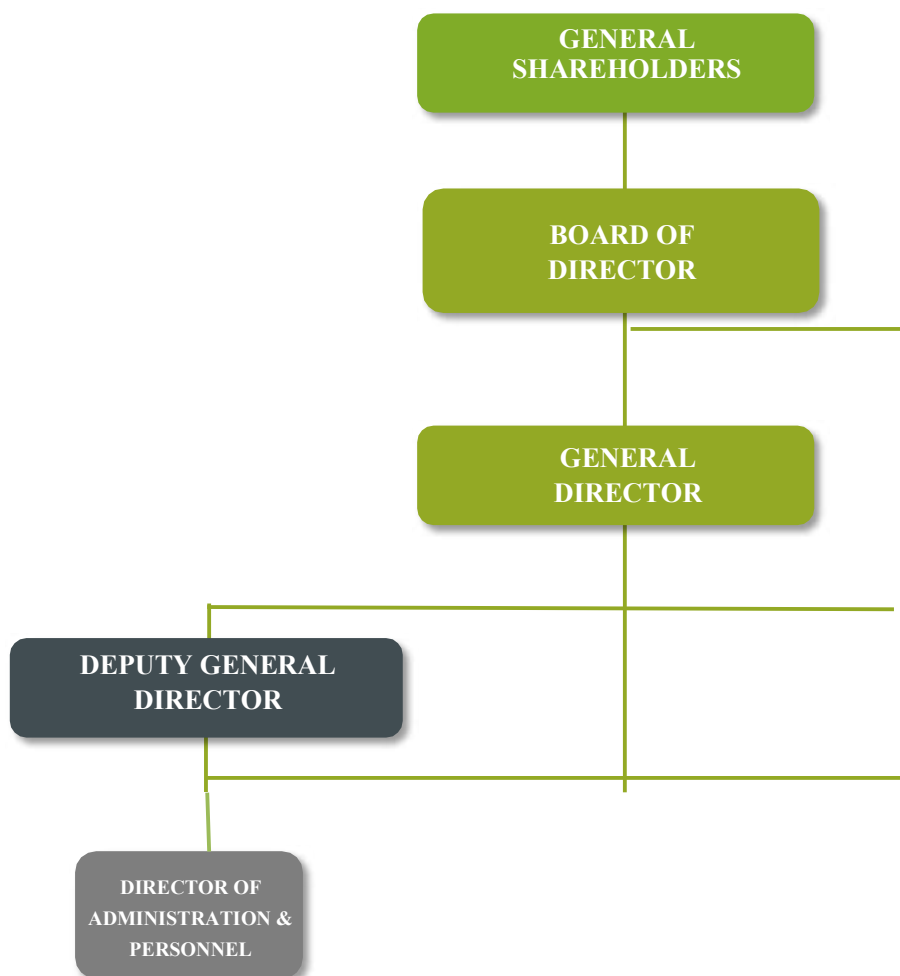 GENERAL
SHAREHOLDERS
BOARD OF
DIRECTOR
GENERAL
DIRECTOR
DEPUTY GENERAL
DIRECTOR
DIRECTOR OF
ADMINISTRATION &
PERSONNEL